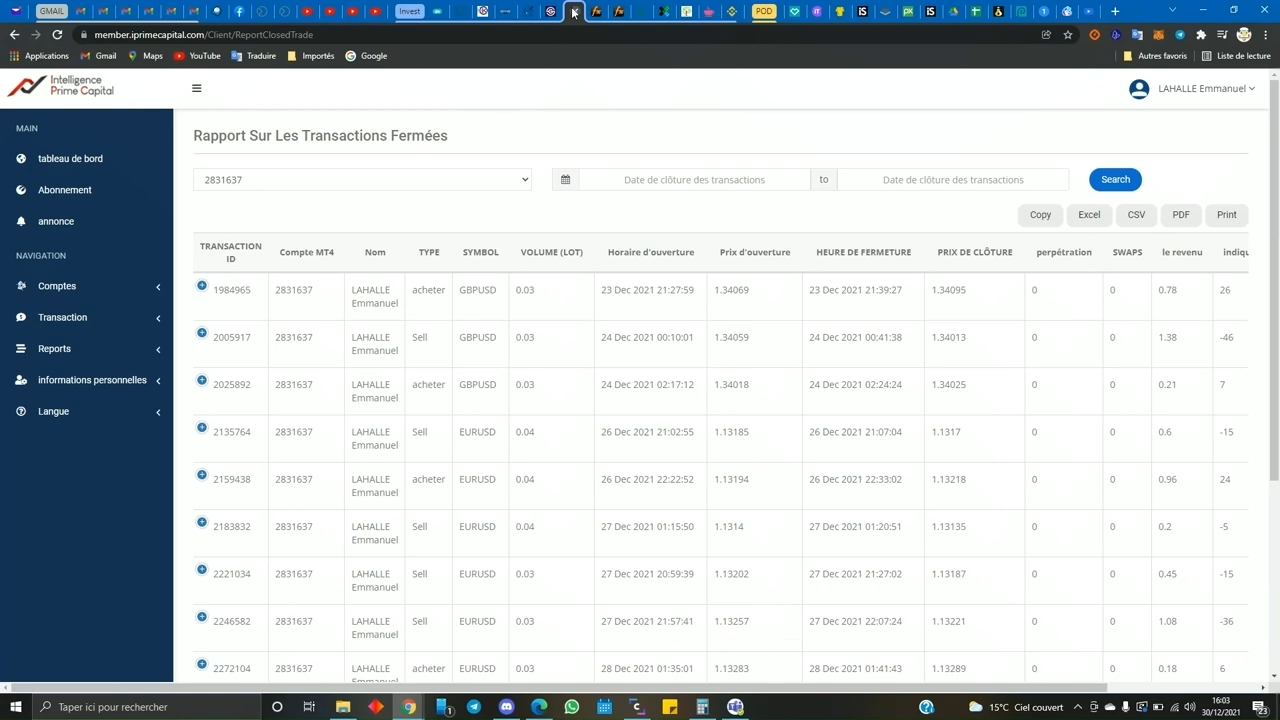 GMAIL
Invest
POD
member.iprimecapital.com/Client/ReportClosedTrade
Applications
Gmail
Maps
YouTube
Traduire
Importés
Google
Autres favoris
Liste de lecture
Intelligence
Prime Capital
LAHALLE Emmanuel
MAIN
tableau de bord
Abonnement
annonce
NAVIGATION
Comptes
Transaction
Reports
informations personnelles
Langue
Rapport Sur Les Transactions Fermées
2831637 Date de clôture des transactions to Date de clôture des transactions Search
Copy Excel CSV PDF Print
TRANSACTION ID Compte MT4 Nom TYPE SYMBOL VOLUME (LOT) Horaire d'ouverture Prix d'ouverture HEURE DE FERMETURE PRIX DE CLÔTURE perpétration SWAPS le revenu indiqu
1984965 2831637 LAHALLE Emmanuel acheter GBPUSD 0.03 23 Dec 2021 21:27:59 1.34069 23 Dec 2021 21:39:27 1.34095 0 0 0.78 26
2005917 2831637 LAHALLE Emmanuel Sell GBPUSD 0.03 24 Dec 2021 00:10:01 1.34059 24 Dec 2021 00:41:38 1.34013 0 0 1.38 -46
2025892 2831637 LAHALLE Emmanuel acheter GBPUSD 0.03 24 Dec 2021 02:17:12 1.34018 24 Dec 2021 02:24:24 1.34025 0 0 0.21 7
2135764 2831637 LAHALLE Emmanuel Sell EURUSD 0.04 26 Dec 2021 21:02:55 1.13185 26 Dec 2021 21:07:04 1.1317 0 0 0.6 -15
2159438 2831637 LAHALLE Emmanuel acheter EURUSD 0.04 26 Dec 2021 22:22:52 1.13194 26 Dec 2021 22:33:02 1.13218 0 0 0.96 24
2183832 2831637 LAHALLE Emmanuel Sell EURUSD 0.04 27 Dec 2021 01:15:50 1.1314 27 Dec 2021 01:20:51 1.13135 0 0 0.2 -5
2221034 2831637 LAHALLE Emmanuel Sell EURUSD 0.03 27 Dec 2021 20:59:39 1.13202 27 Dec 2021 21:27:02 1.13187 0 0 0.45 -15
2246582 2831637 LAHALLE Emmanuel Sell EURUSD 0.03 27 Dec 2021 21:57:41 1.13257 27 Dec 2021 22:07:24 1.13221 0 0 1.08 -36
2272104 2831637 LAHALLE Emmanuel acheter EURUSD 0.03 28 Dec 2021 01:35:01 1.13283 28 Dec 2021 01:41:43 1.13289 0 0 0.18 6
Taper ici pour rechercher
15°C Ciel couvert
16:03
30/12/2021